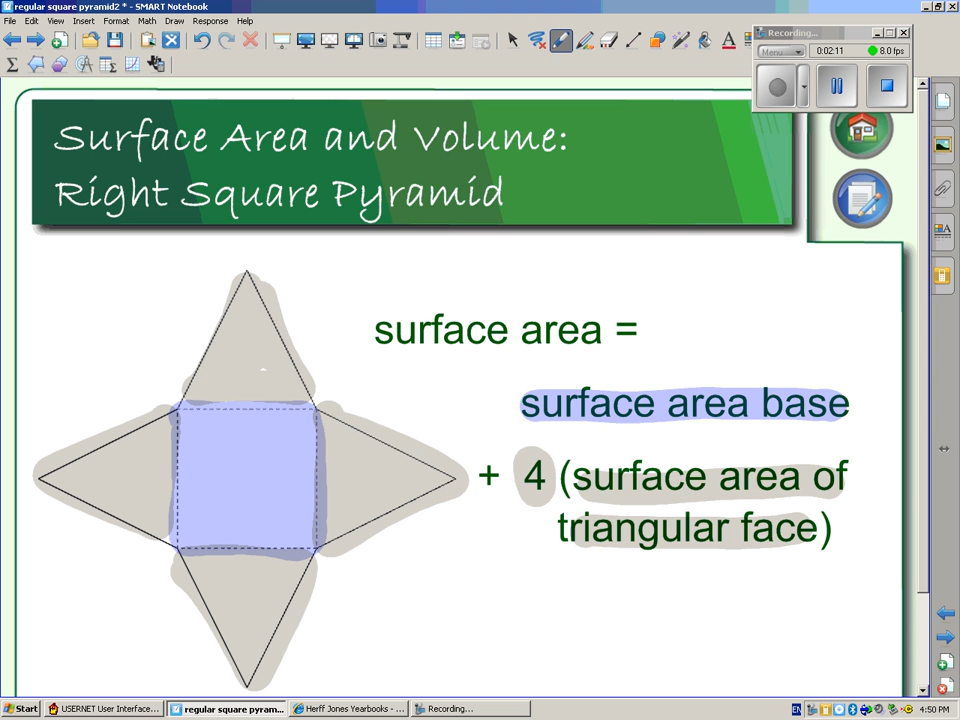 regular square pyramid2 * - SMART Notebook
File Edit View Insert Format Math Draw Response Help
Recording...
Menu
0:02:11
8.0 fps
Surface Area and Volume:
Right Square Pyramid
surface area =
surface area base
+ 4 (surface area of
triangular face)
Start
USERNET User Interface...
regular square pyram...
Herff Jones Yearbooks - ...
Recording...
EN
4:50 PM